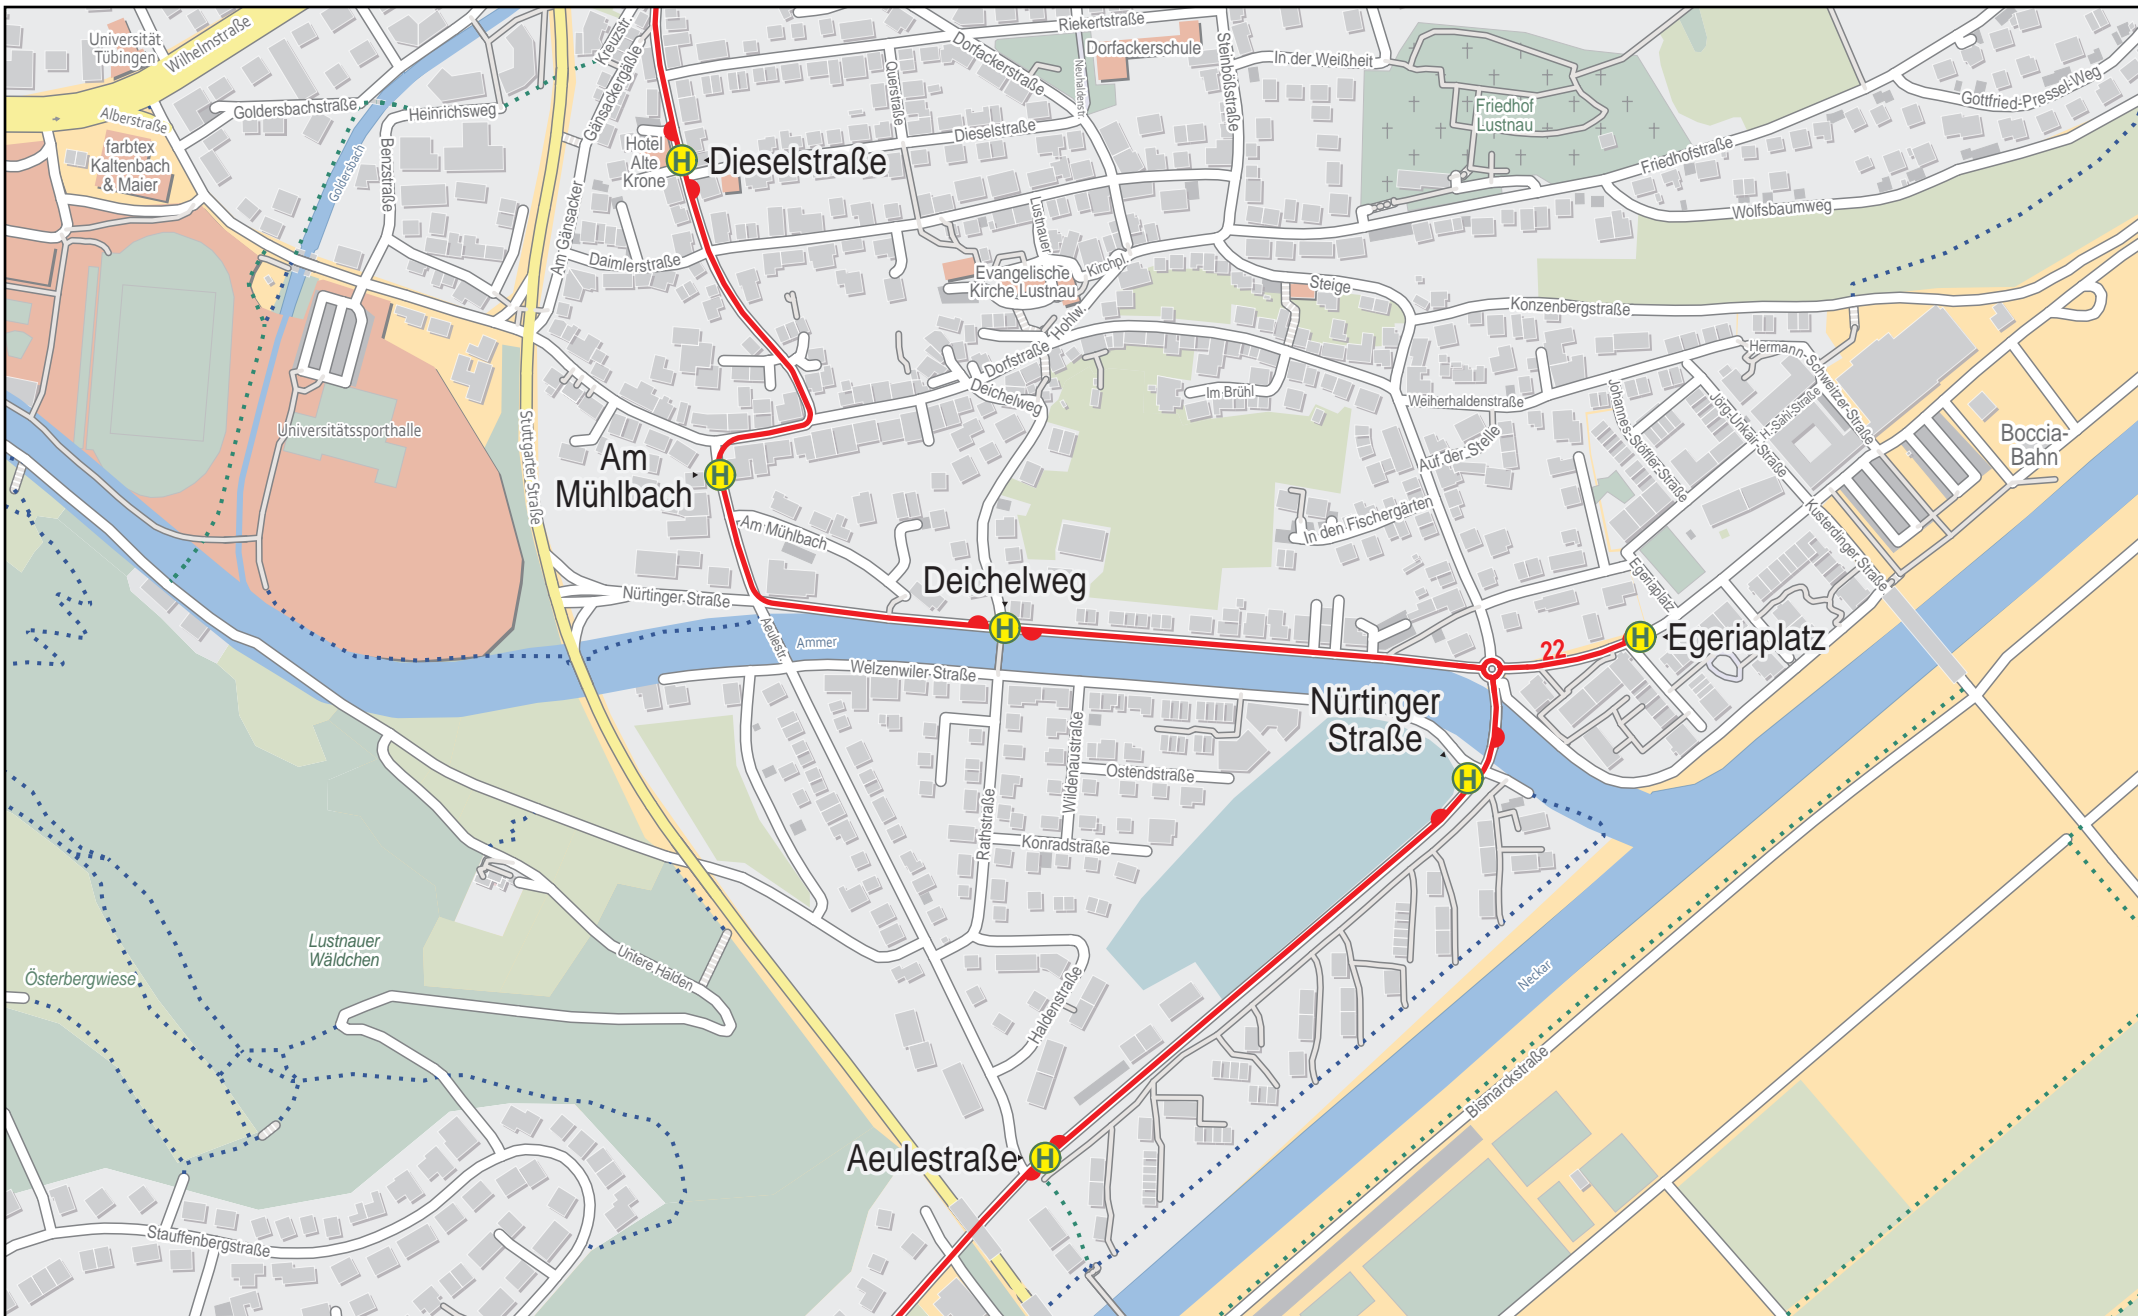 Universität
Tübingen
Wilhelmstraße
Kreuzstr.
Riekertstraße
Dorfackerstraße
Dorfackerschule
Neuhaldenstr.
Steinbößstraße
In der Weißheit
Friedhof
Lustnau
Gottfried-Pressel-Weg
Goldersbachstraße
Heinrichsweg
Gänsackergäßle
Querstraße
Dieselstraße
Friedhofstraße
Alberstraße
farbtex
Kaltenbach
& Maier
Goldersbach
Benzstraße
Hotel
Alte
Krone
H
Dieselstraße
Wolfsbaumweg
Am Gänsacker
Daimlerstraße
Lustnauer
Kirchpl.
Evangelische
Kirche Lustnau
Steige
Konzenbergstraße
Hohlw.
Dorfstraße
Deichelweg
Im Brühl
Weiherhaldenstraße
Hermann-Schweitzer-Straße
Johannes-Stöffler-Straße
Jörg-Unkair-Straße
H.-Sahl-Straße
Universitätssporthalle
Stuttgarter Straße
Auf der Stelle
Boccia-
Bahn
Am
Mühlbach
H
Am Mühlbach
In den Fischergärten
Kusterdinger Straße
Nürtinger Straße
Deichelweg
H
Egeriaplatz
Aeulestr.
Ammer
22
H
Egeriaplatz
Welzenwiler Straße
Nürtinger
Straße
H
Wildenaustraße
Ostendstraße
Rathstraße
Konradstraße
Lustnauer
Wäldchen
Österbergwiese
Untere Halden
Haldenstraße
Neckar
Bismarckstraße
Aeulestraße
H
Stauffenbergstraße